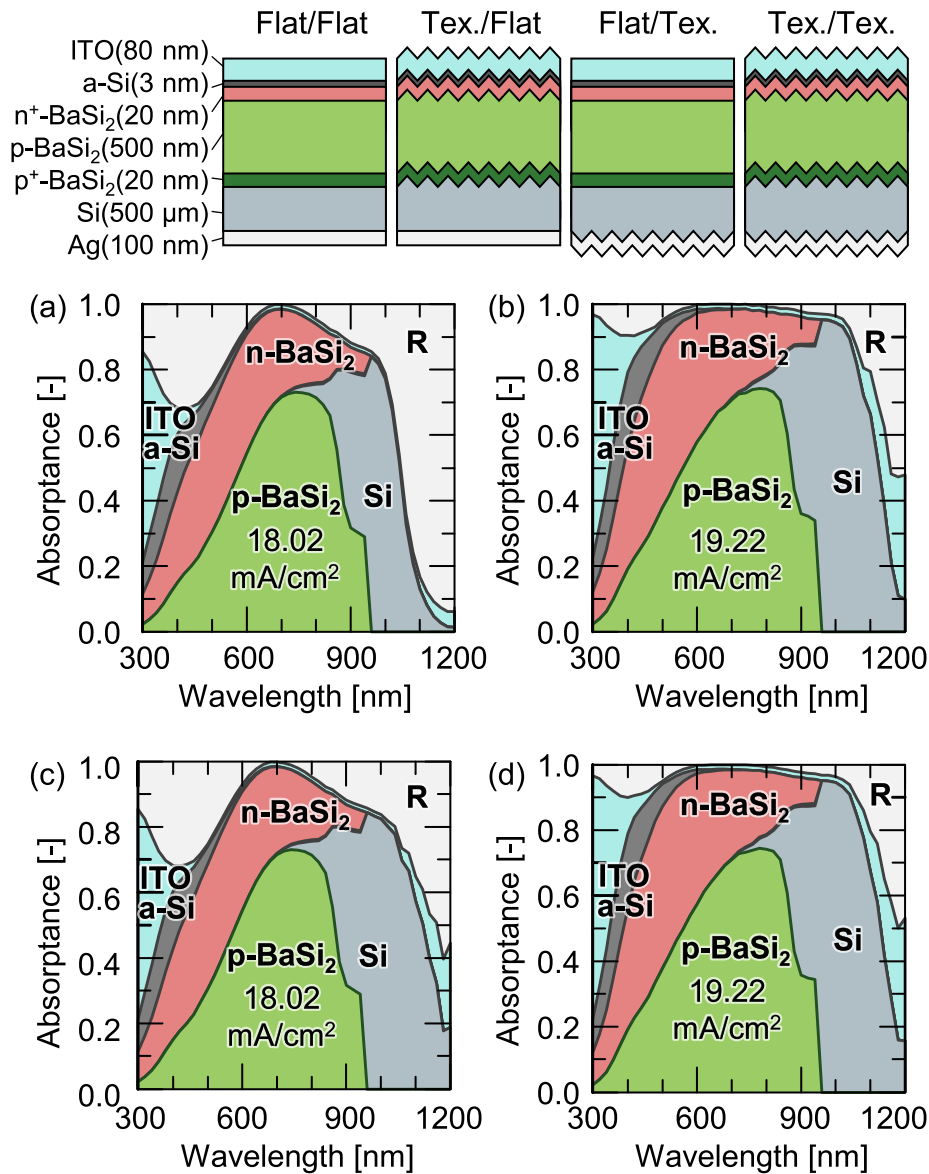 Flat/Flat Tex./Flat Flat/Tex. Tex./Tex.
ITO(80 nm)
a-Si(3 nm)
n⁺-BaSi₂(20 nm)
p-BaSi₂(500 nm)
p⁺-BaSi₂(20 nm)
Si(500 µm)
Ag(100 nm)
(a)
Absorptance [-]
1.0
0.8
0.6
0.4
0.2
0.0
R
n-BaSi₂
ITO
a-Si
p-BaSi₂
Si
18.02
mA/cm²
300 600 900 1200
Wavelength [nm]
(b)
Absorptance [-]
1.0
0.8
0.6
0.4
0.2
0.0
R
n-BaSi₂
ITO
a-Si
p-BaSi₂
Si
19.22
mA/cm²
300 600 900 1200
Wavelength [nm]
(c)
Absorptance [-]
1.0
0.8
0.6
0.4
0.2
0.0
R
n-BaSi₂
ITO
a-Si
p-BaSi₂
Si
18.02
mA/cm²
300 600 900 1200
Wavelength [nm]
(d)
Absorptance [-]
1.0
0.8
0.6
0.4
0.2
0.0
R
n-BaSi₂
ITO
a-Si
p-BaSi₂
Si
19.22
mA/cm²
300 600 900 1200
Wavelength [nm]